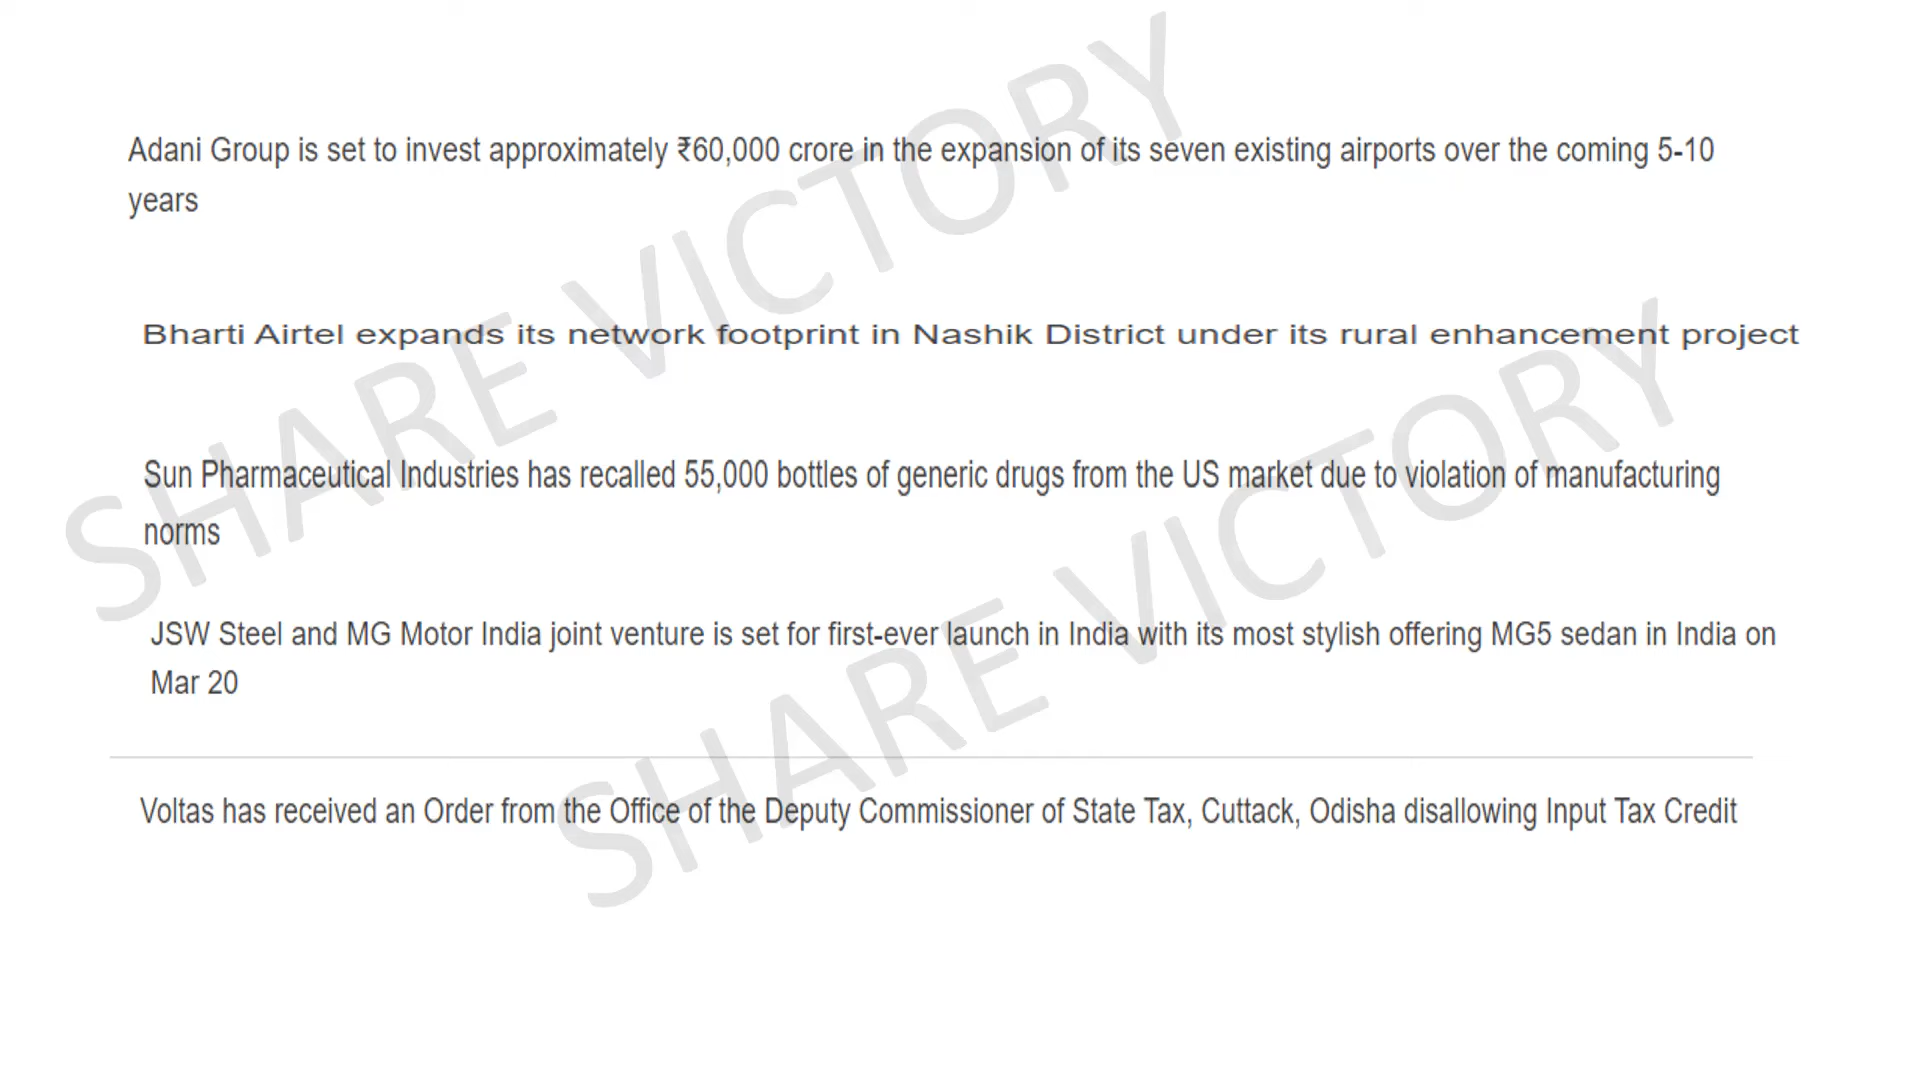 Adani Group is set to invest approximately ₹60,000 crore in the expansion of its seven existing airports over the coming 5-10
years
Bharti Airtel expands its network footprint in Nashik District under its rural enhancement project
Sun Pharmaceutical Industries has recalled 55,000 bottles of generic drugs from the US market due to violation of manufacturing
norms
JSW Steel and MG Motor India joint venture is set for first-ever launch in India with its most stylish offering MG5 sedan in India on
Mar 20
Voltas has received an Order from the Office of the Deputy Commissioner of State Tax, Cuttack, Odisha disallowing Input Tax Credit
SHARE VICTORY
SHARE VICTORY